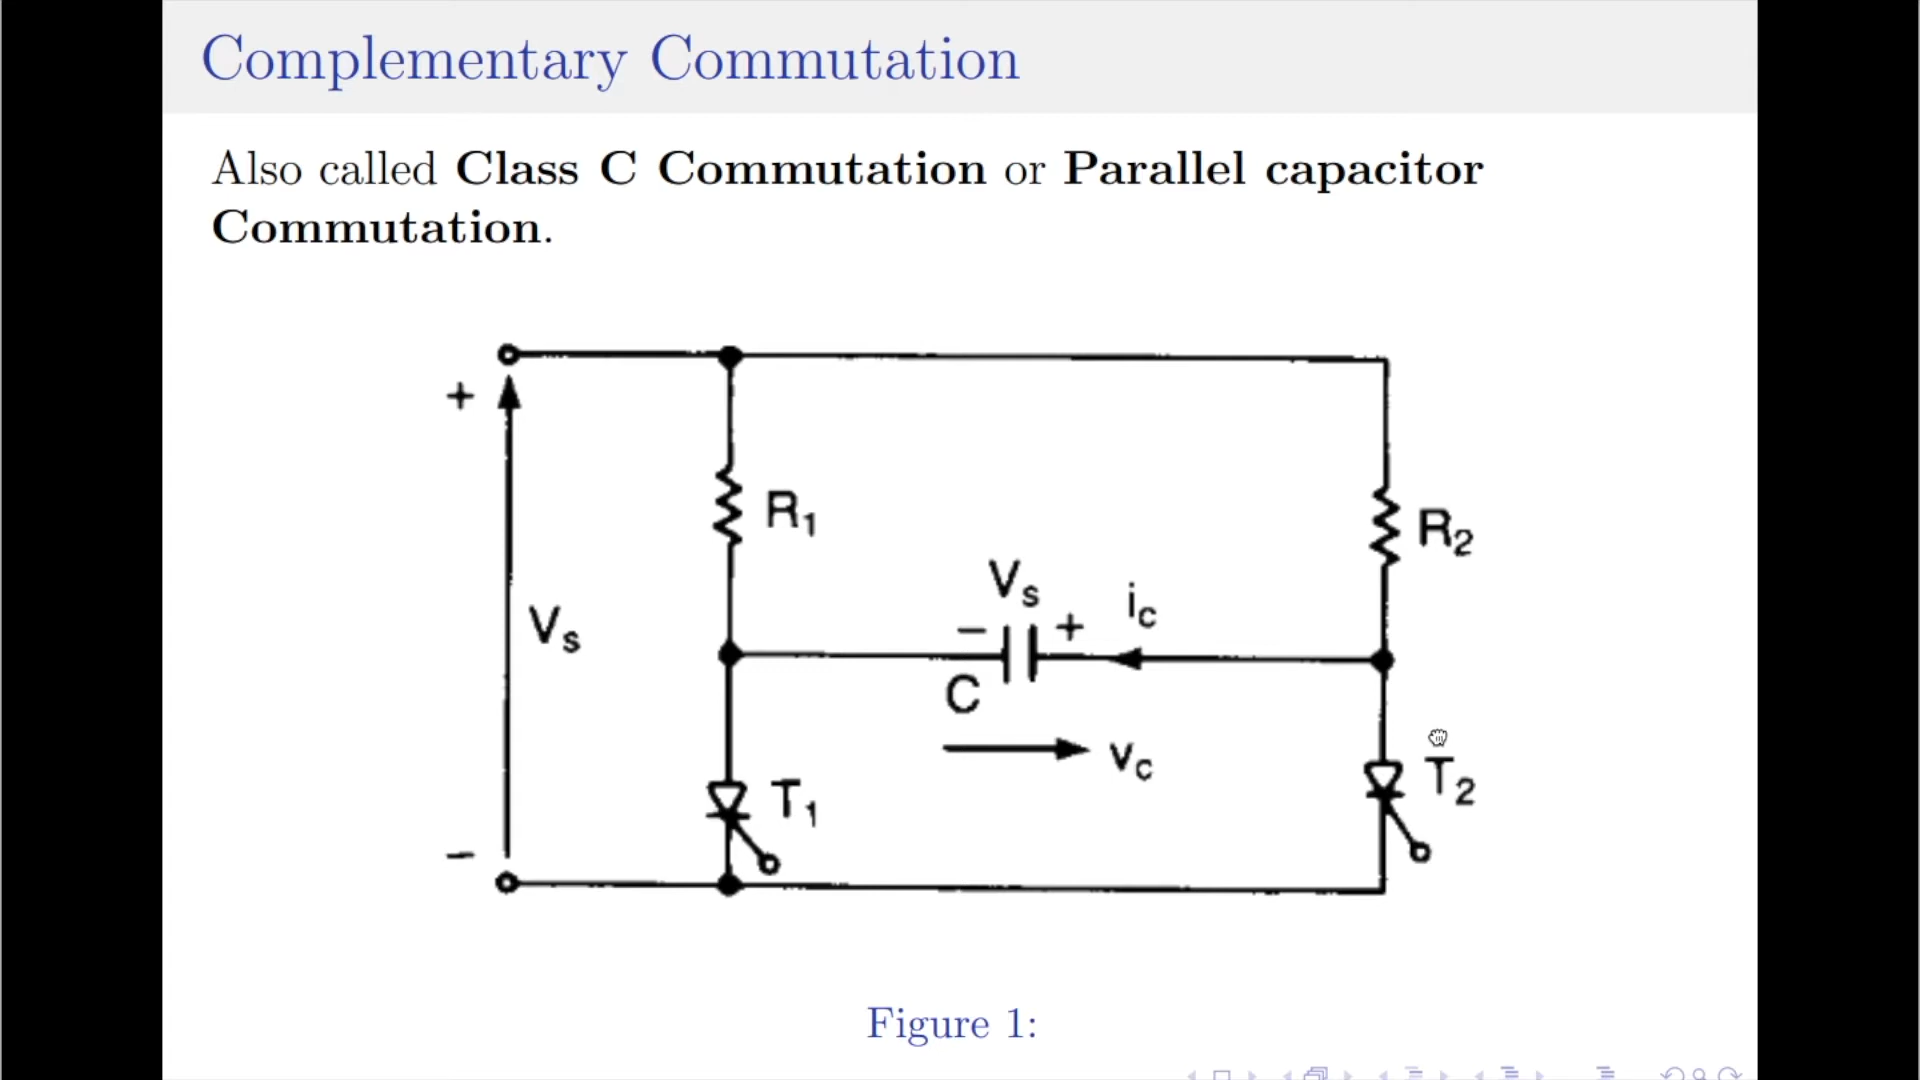 Complementary Commutation
Also called Class C Commutation or Parallel capacitor
Commutation.
+
Vs
−
R1
R2
Vs
− +
ic
C
vc
T1
T2
Figure 1: